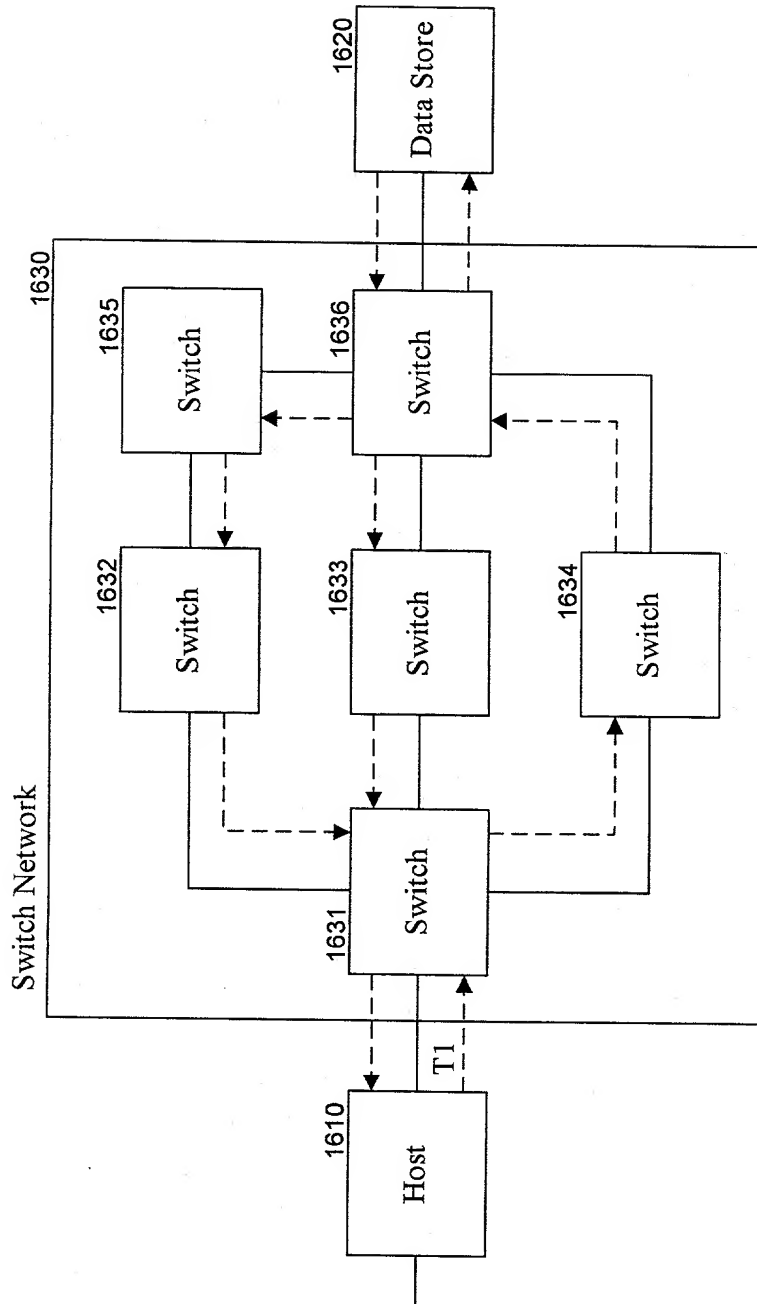 Switch Network
1630
1635
Switch
1632
Switch
1620
Data Store
1636
Switch
1633
Switch
1631
Switch
1610
Host
T1
1634
Switch